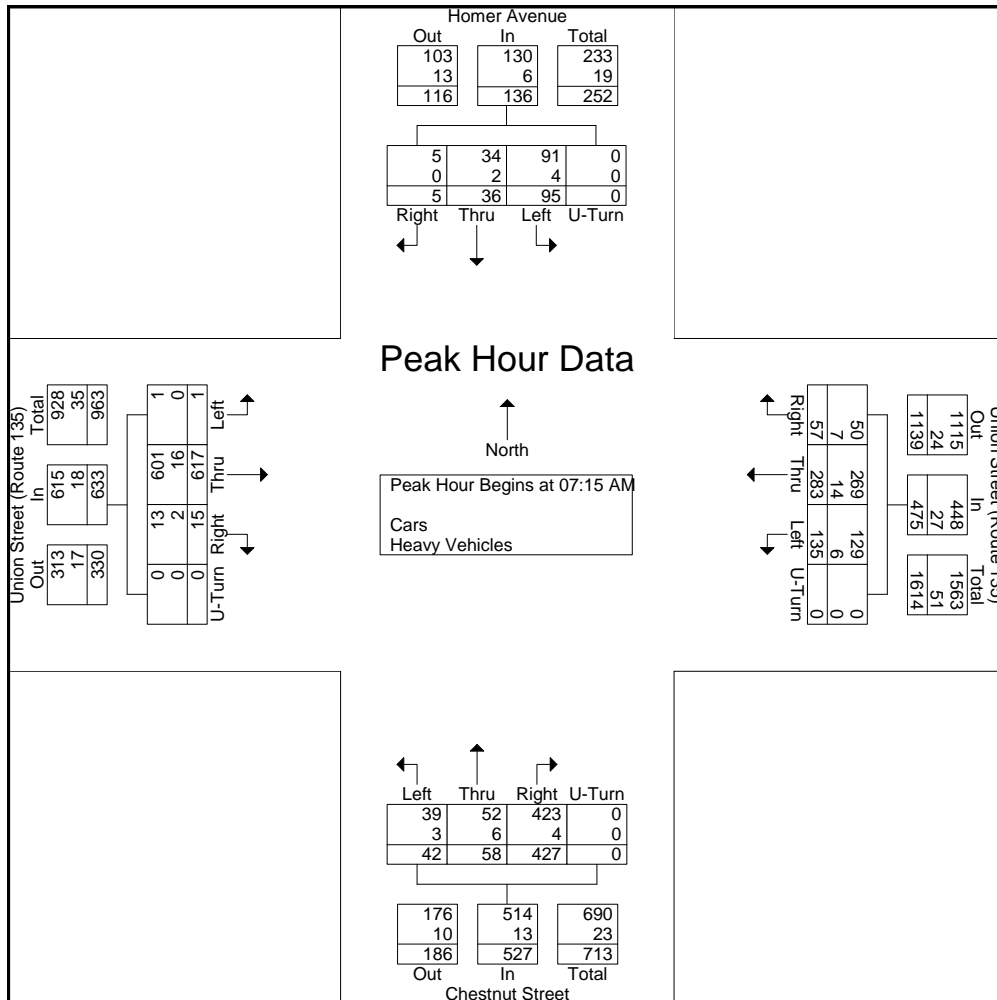 Homer Avenue
Out In Total
103 130 233
13 6 19
116 136 252
5 34 91 0
0 2 4 0
5 36 95 0
Right Thru Left U-Turn
Peak Hour Data
North
Peak Hour Begins at 07:15 AM
Cars
Heavy Vehicles
Union Street (Route 135)
Total In Out
928 615 313
35 18 17
963 633 330
1 601 13 0
0 16 2 0
1 617 15 0
Left Thru Right U-Turn
Union Street (Route 135)
Out In Total
1115 448 1563
24 27 51
1139 475 1614
50 269 129 0
7 14 6 0
57 283 135 0
Right Thru Left U-Turn
Left Thru Right U-Turn
39 52 423 0
3 6 4 0
42 58 427 0
176 514 690
10 13 23
186 527 713
Out In Total
Chestnut Street